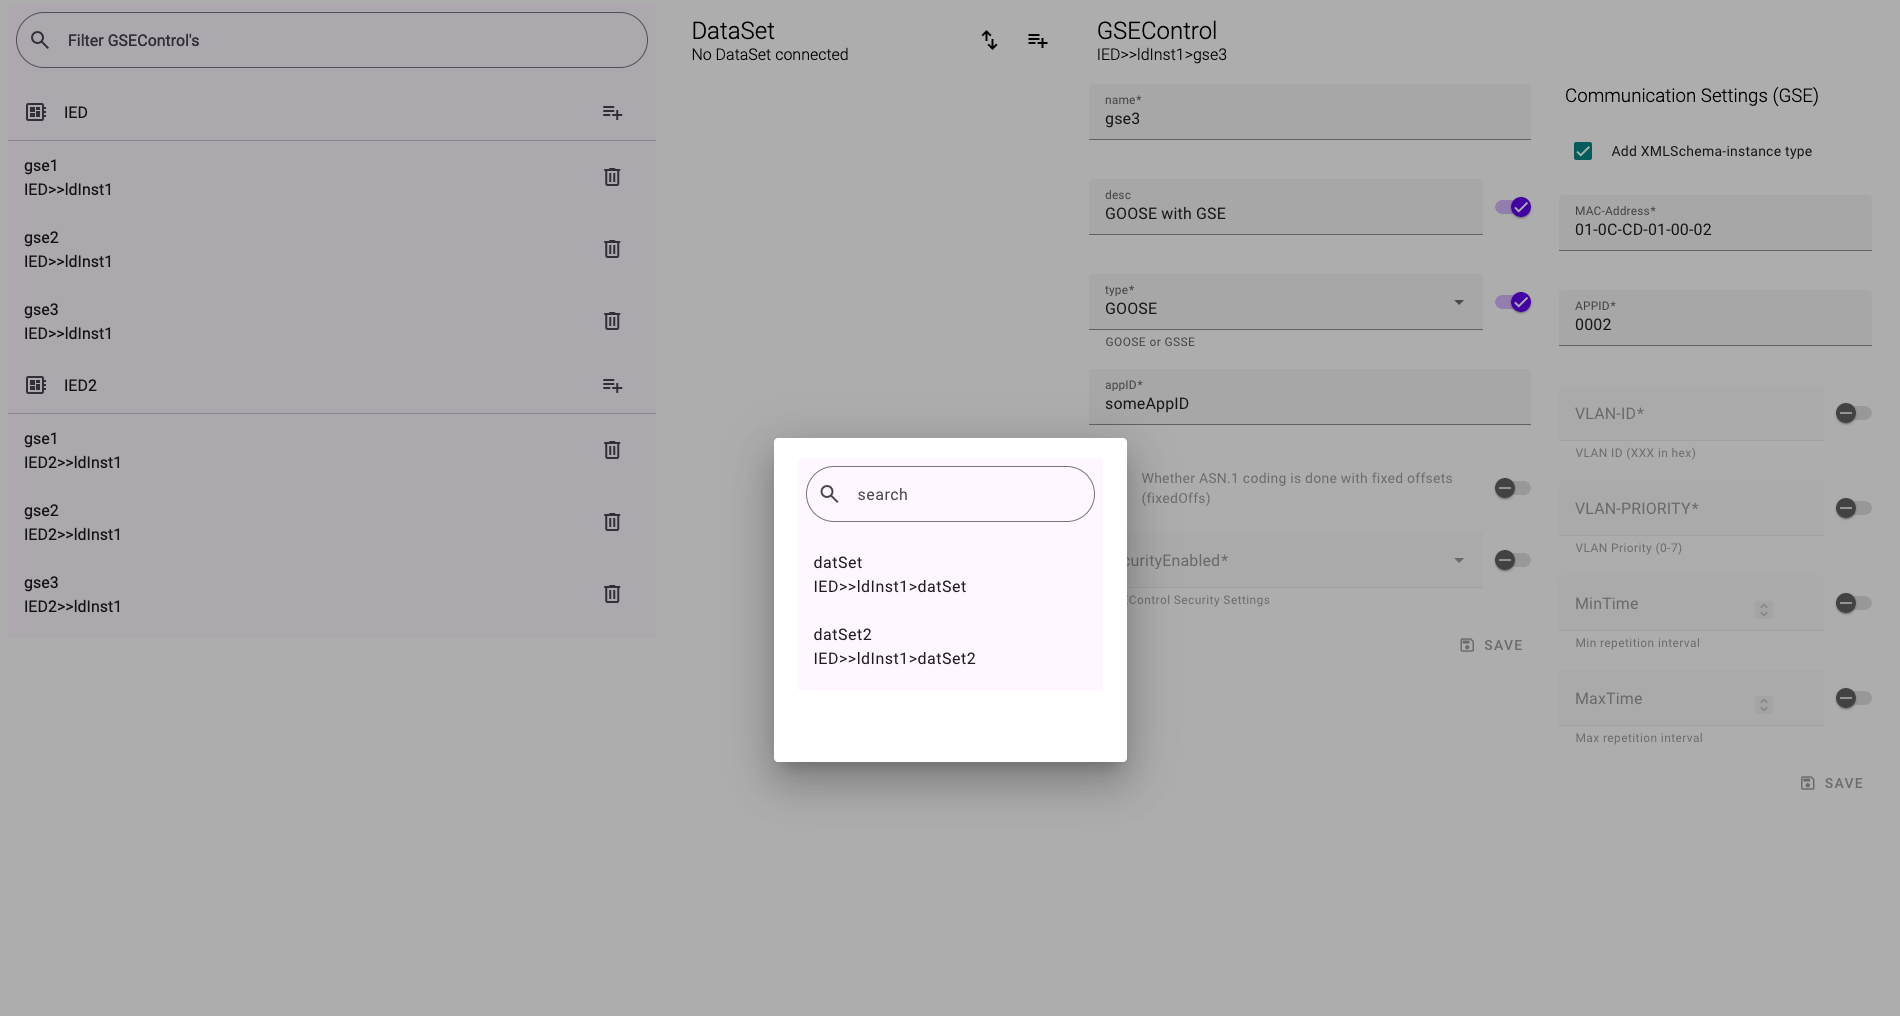 Filter GSEControl's
IED
gse1
IED>>ldInst1
gse2
IED>>ldInst1
gse3
IED>>ldInst1
IED2
gse1
IED2>>ldInst1
gse2
IED2>>ldInst1
gse3
IED2>>ldInst1
DataSet
No DataSet connected
search
datSet
IED>>ldInst1>datSet
datSet2
IED>>ldInst1>datSet2
GSEControl
IED>>ldInst1>gse3
name*
gse3
desc
GOOSE with GSE
type*
GOOSE
GOOSE or GSSE
appID*
someAppID
Whether ASN.1 coding is done with fixed offsets
(fixedOffs)
curityEnabled*
Control Security Settings
SAVE
Communication Settings (GSE)
Add XMLSchema-instance type
MAC-Address*
01-0C-CD-01-00-02
APPID*
0002
VLAN-ID*
VLAN ID (XXX in hex)
VLAN-PRIORITY*
VLAN Priority (0-7)
MinTime
Min repetition interval
MaxTime
Max repetition interval
SAVE